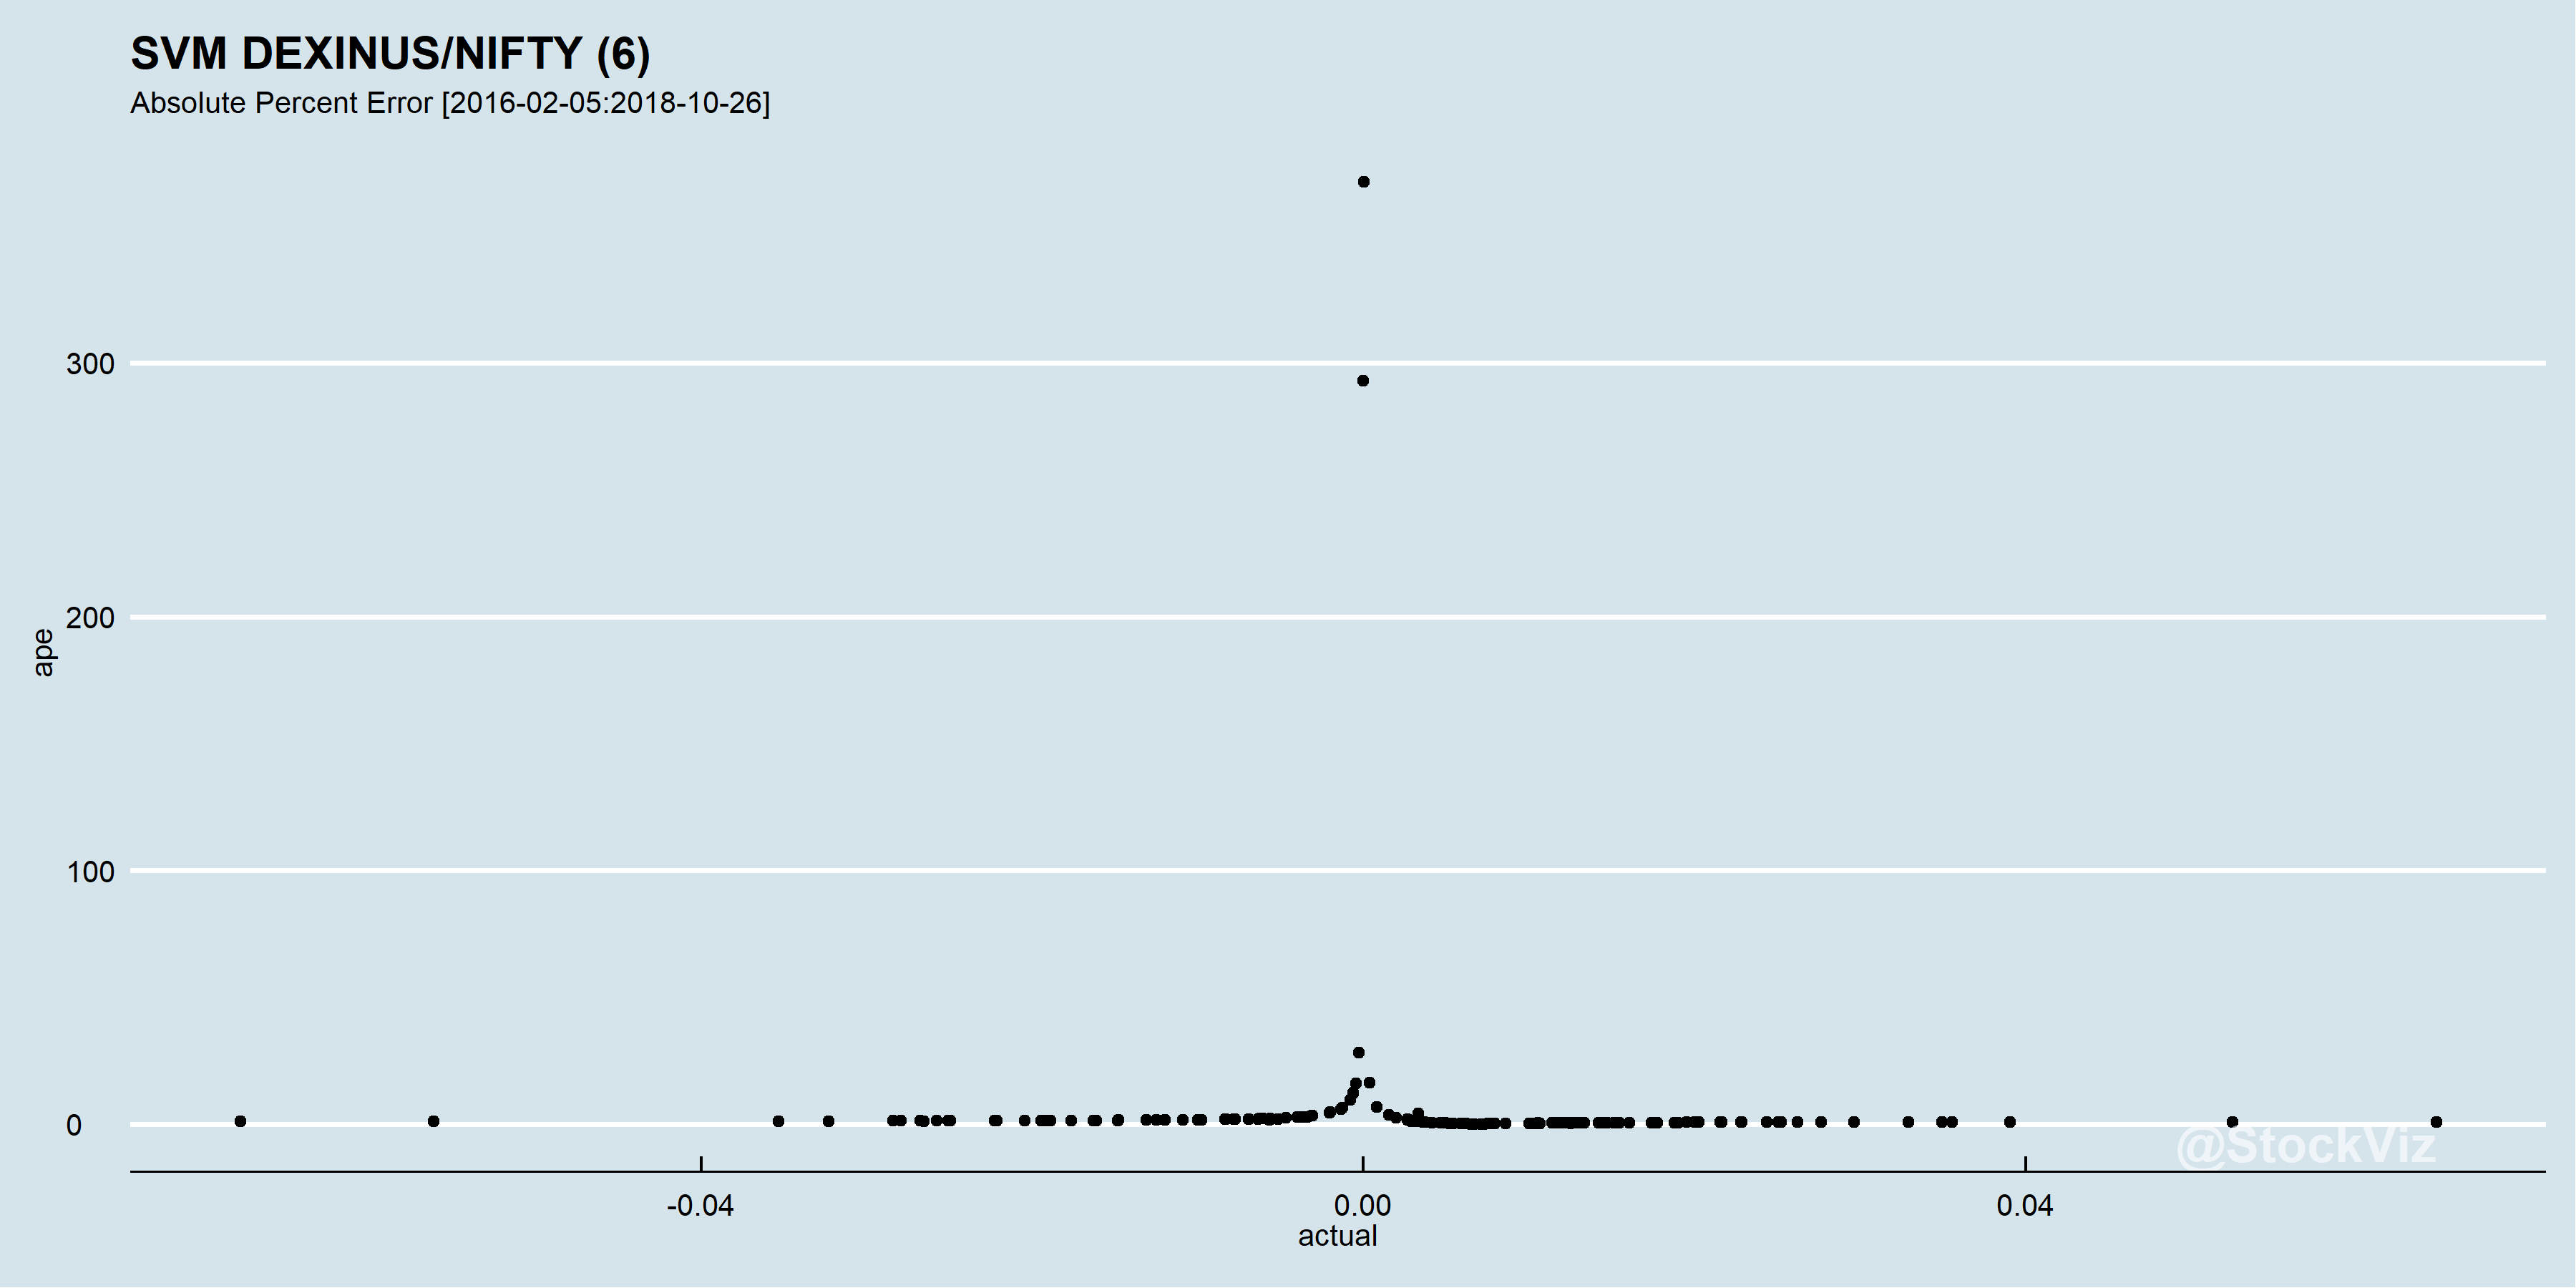 SVM DEXINUS/NIFTY (6)
Absolute Percent Error [2016-02-05:2018-10-26]
300
200
ape
100
0
@StockViz
-0.04
0.00
0.04
actual